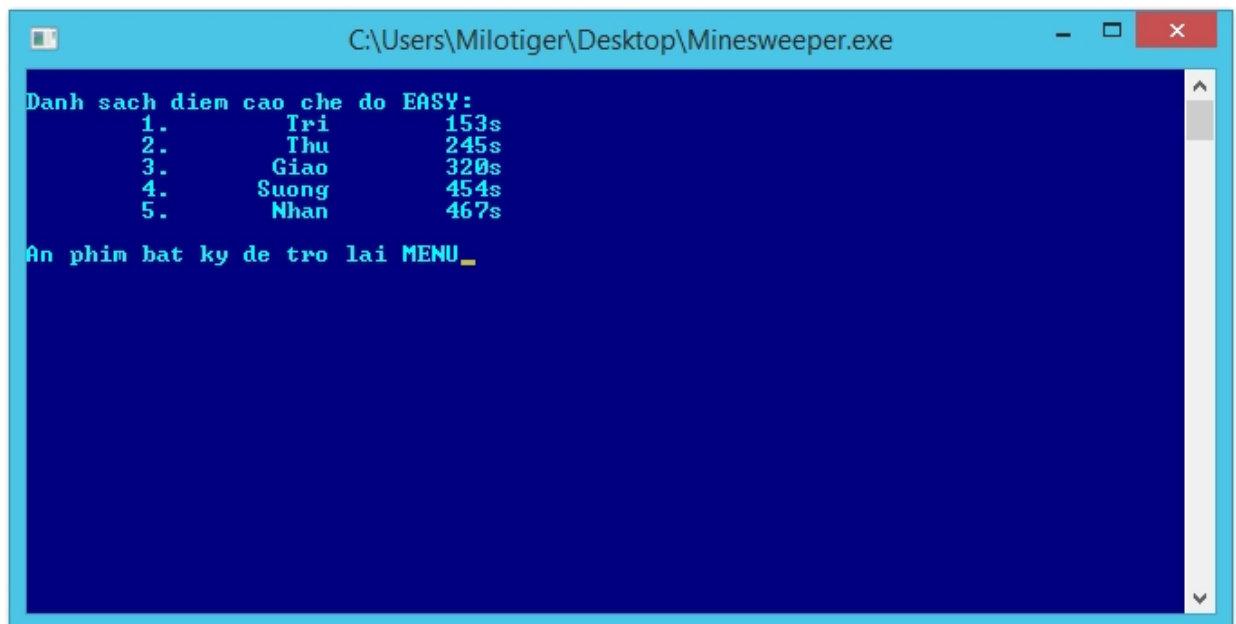 C:\Users\Milotiger\Desktop\Minesweeper.exe
Danh sach diem cao che do EASY:
1. Tri 153s
2. Thu 245s
3. Giao 320s
4. Suong 454s
5. Nhan 467s
An phim bat ky de tro lai MENU_